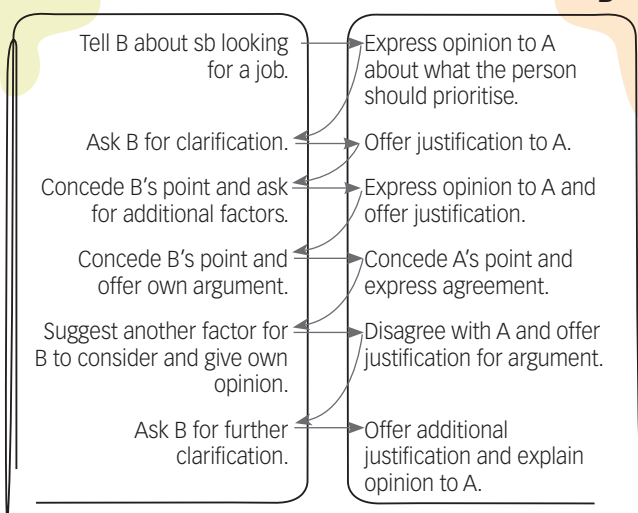 Tell B about sb looking
for a job.
Express opinion to A
about what the person
should prioritise.
Ask B for clarification.
Offer justification to A.
Concede B's point and ask
for additional factors.
Express opinion to A and
offer justification.
Concede B's point and
offer own argument.
Concede A's point and
express agreement.
Suggest another factor for
B to consider and give own
opinion.
Disagree with A and offer
justification for argument.
Ask B for further
clarification.
Offer additional
justification and explain
opinion to A.